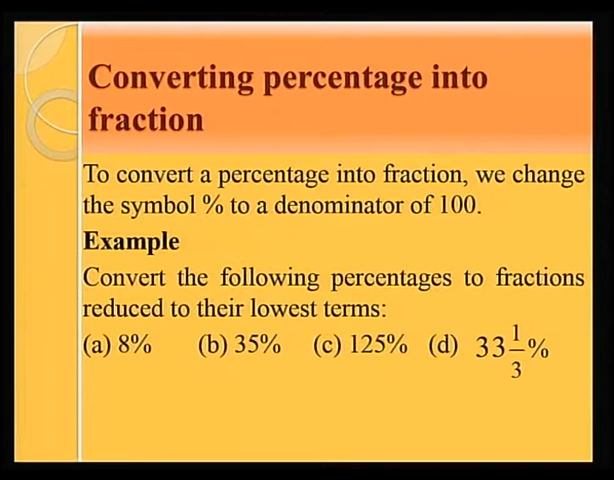 Converting percentage into
fraction
To convert a percentage into fraction, we change
the symbol % to a denominator of 100.
Example
Convert the following percentages to fractions
reduced to their lowest terms:
(a) 8% (b) 35% (c) 125% (d) 33 1/3 %